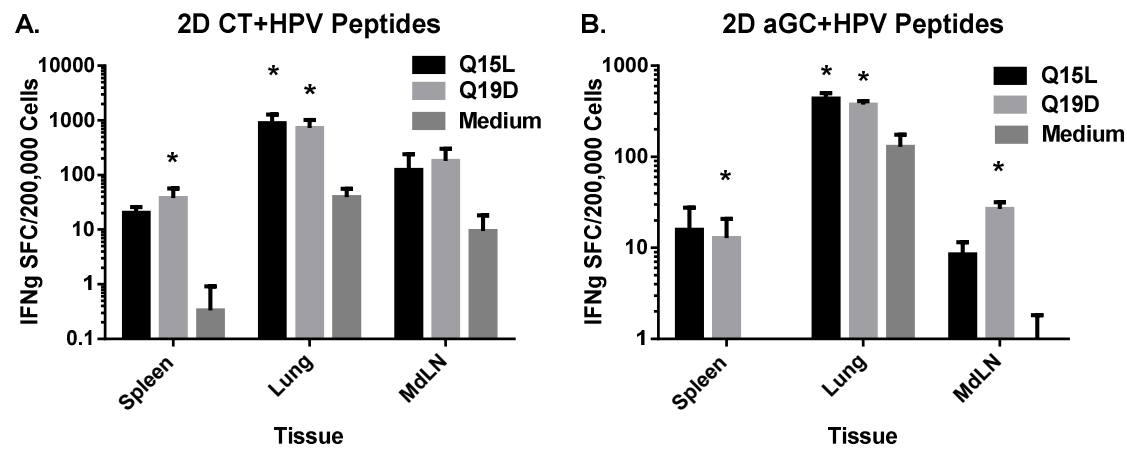 A.
2D CT+HPV Peptides
IFNg SFC/200,000 Cells
10000
1000
100
10
1
0.1
*
*
*
Q15L
Q19D
Medium
Spleen
Lung
MdLN
Tissue
B.
2D aGC+HPV Peptides
IFNg SFC/200,000 Cells
1000
100
10
1
*
*
*
*
Q15L
Q19D
Medium
Spleen
Lung
MdLN
Tissue